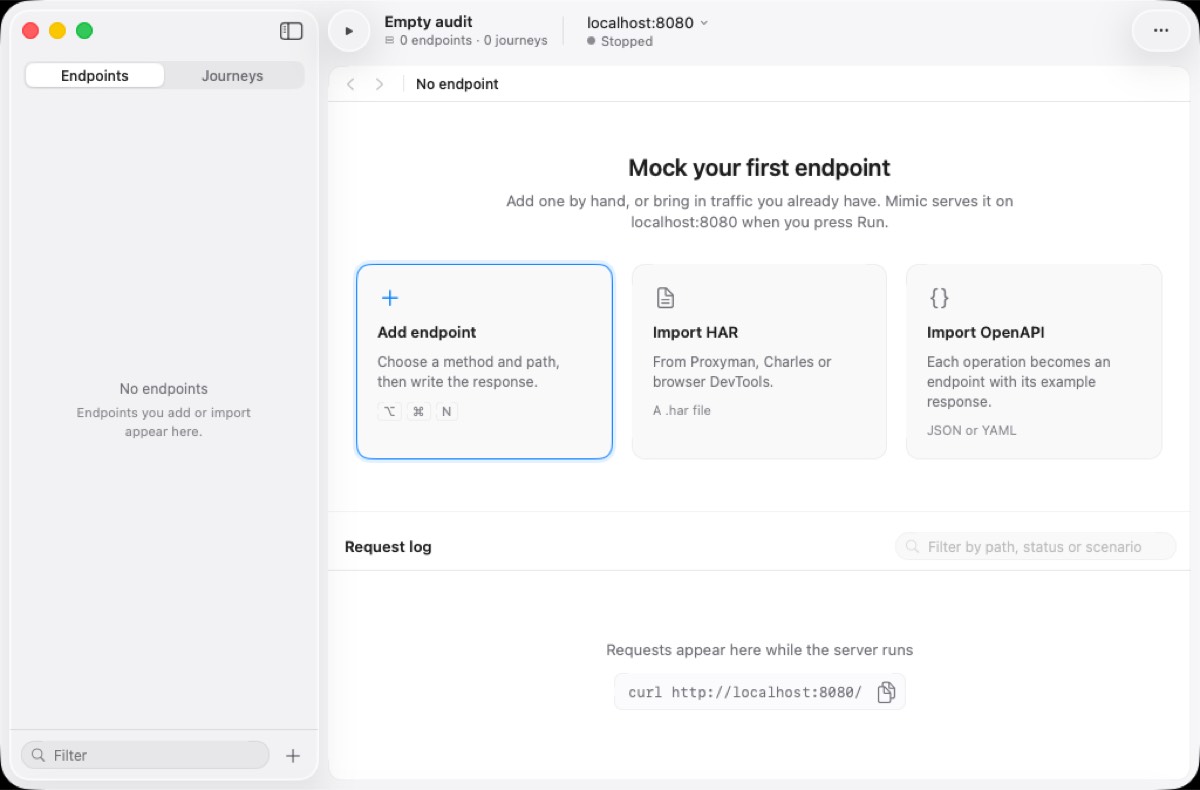 Empty audit
0 endpoints · 0 journeys
localhost:8080
Stopped
Endpoints
Journeys
No endpoint
Mock your first endpoint
Add one by hand, or bring in traffic you already have. Mimic serves it on
localhost:8080 when you press Run.
Add endpoint
Choose a method and path,
then write the response.
⌥ ⌘ N
Import HAR
From Proxyman, Charles or
browser DevTools.
A .har file
{}
Import OpenAPI
Each operation becomes an
endpoint with its example
response.
JSON or YAML
No endpoints
Endpoints you add or import
appear here.
Request log
Filter by path, status or scenario
Requests appear here while the server runs
curl http://localhost:8080/
Filter